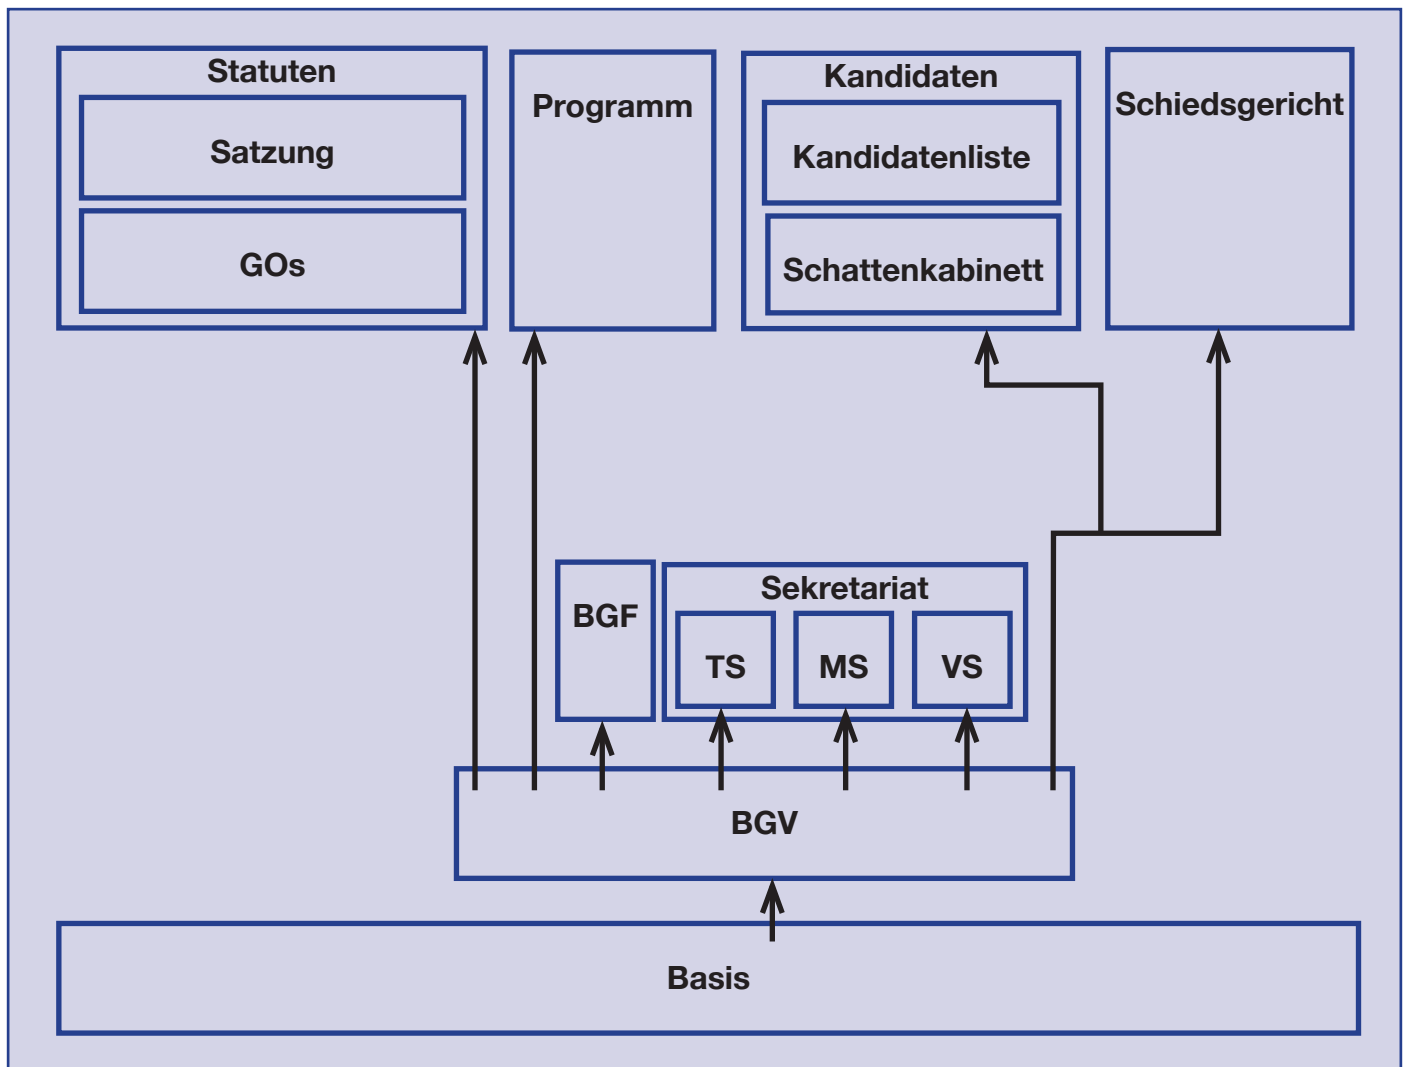 Statuten
Satzung
GOs
Programm
Kandidaten
Kandidatenliste
Schattenkabinett
Schiedsgericht
BGF
Sekretariat
TS
MS
VS
BGV
Basis